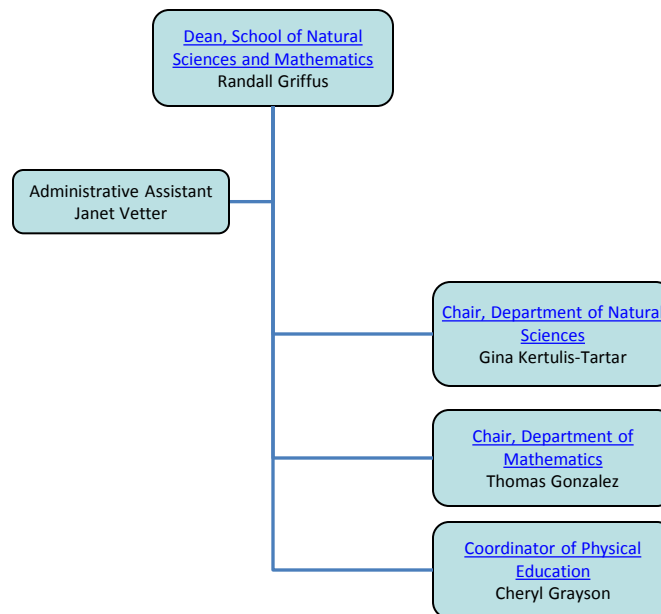 Dean, School of Natural
Sciences and Mathematics
Randall Griffus
Administrative Assistant
Janet Vetter
Chair, Department of Natural
Sciences
Gina Kertulis-Tartar
Chair, Department of
Mathematics
Thomas Gonzalez
Coordinator of Physical
Education
Cheryl Grayson